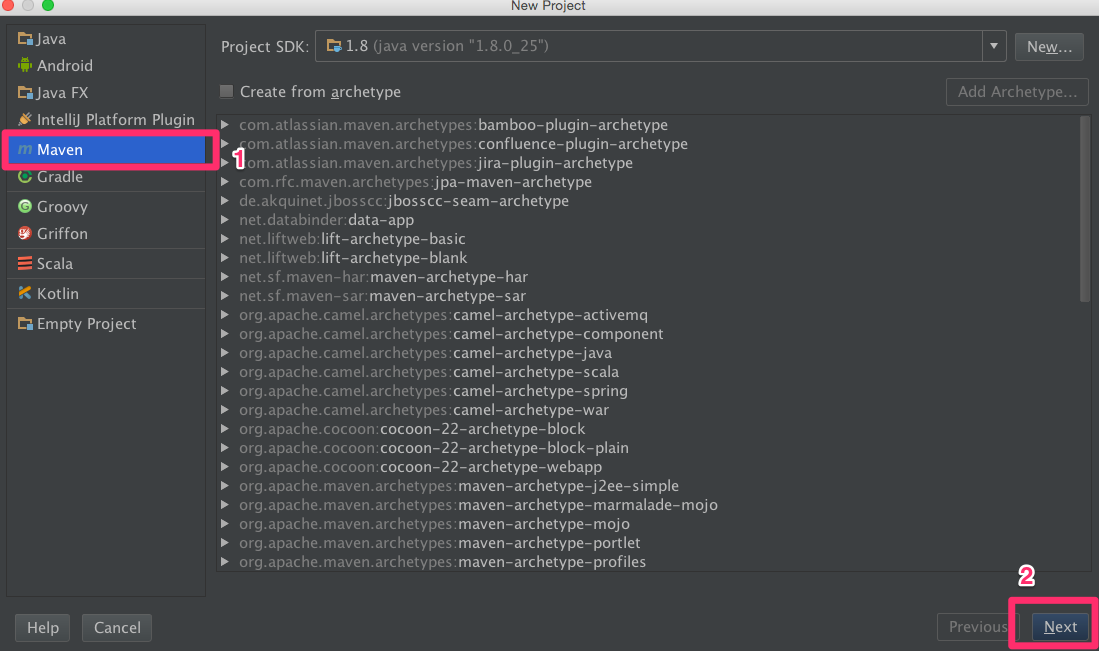 New Project
Java
Android
Java FX
IntelliJ Platform Plugin
Maven
1
Gradle
Groovy
Griffon
Scala
Kotlin
Empty Project
Project SDK: 1.8 (java version "1.8.0_25") New...
Create from archetype Add Archetype...
com.atlassian.maven.archetypes:bamboo-plugin-archetype
com.atlassian.maven.archetypes:confluence-plugin-archetype
com.atlassian.maven.archetypes:jira-plugin-archetype
com.rfc.maven.archetypes:jpa-maven-archetype
de.akquinet.jbosscc:jbosscc-seam-archetype
net.databinder:data-app
net.liftweb:lift-archetype-basic
net.liftweb:lift-archetype-blank
net.sf.maven-har:maven-archetype-har
net.sf.maven-sar:maven-archetype-sar
org.apache.camel.archetypes:camel-archetype-activemq
org.apache.camel.archetypes:camel-archetype-component
org.apache.camel.archetypes:camel-archetype-java
org.apache.camel.archetypes:camel-archetype-scala
org.apache.camel.archetypes:camel-archetype-spring
org.apache.camel.archetypes:camel-archetype-war
org.apache.cocoon:cocoon-22-archetype-block
org.apache.cocoon:cocoon-22-archetype-block-plain
org.apache.cocoon:cocoon-22-archetype-webapp
org.apache.maven.archetypes:maven-archetype-j2ee-simple
org.apache.maven.archetypes:maven-archetype-marmalade-mojo
org.apache.maven.archetypes:maven-archetype-mojo
org.apache.maven.archetypes:maven-archetype-portlet
org.apache.maven.archetypes:maven-archetype-profiles
2
Help Cancel Previous Next